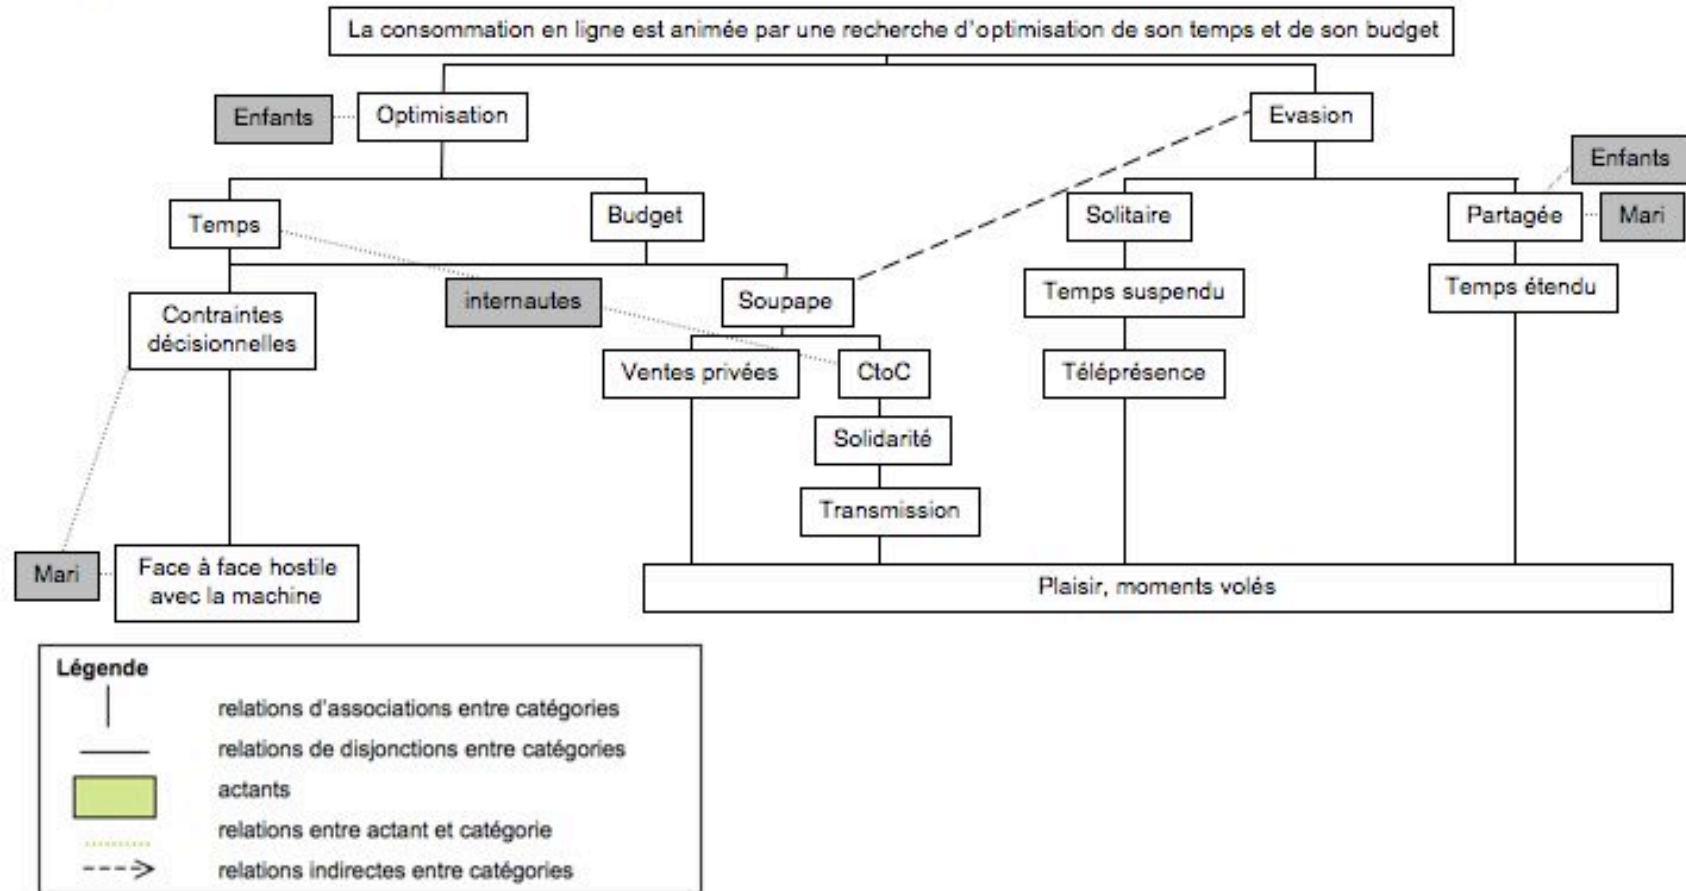 La consommation en ligne est animée par une recherche d'optimisation de son temps et de son budget
Enfants
Optimisation
Evasion
Enfants
Temps
Budget
Solitaire
Partagée
Mari
Contraintes
décisionnelles
internautes
Soupape
Temps suspendu
Temps étendu
Ventes privées
CtoC
Téléprésence
Solidarité
Transmission
Mari
Face à face hostile
avec la machine
Plaisir, moments volés
Légende
relations d'associations entre catégories
relations de disjonctions entre catégories
actants
relations entre actant et catégorie
relations indirectes entre catégories